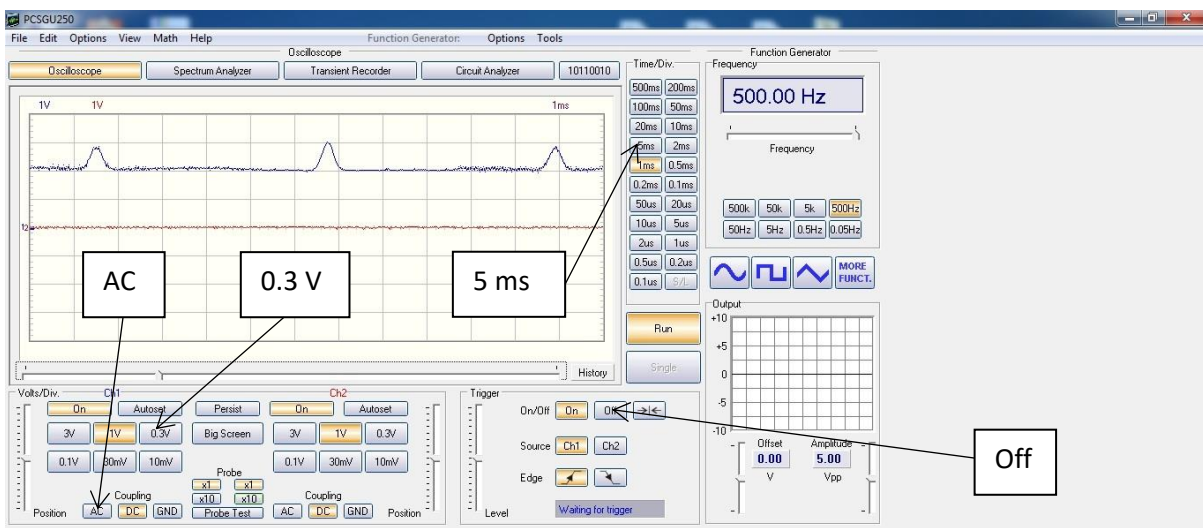 PCSGU250
File Edit Options View Math Help Function Generator: Options Tools
Oscilloscope
Oscilloscope Spectrum Analyzer Transient Recorder Circuit Analyzer 10110010
1V 1V 1ms
AC
0.3 V
5 ms
History
Time/Div.
500ms 200ms
100ms 50ms
20ms 10ms
5ms 2ms
1ms 0.5ms
0.2ms 0.1ms
50us 20us
10us 5us
2us 1us
0.5us 0.2us
0.1us S/L
Run
Single
Function Generator
Frequency
500.00 Hz
Frequency
500k 50k 5k 500Hz
50Hz 5Hz 0.5Hz 0.05Hz
MORE
FUNCT.
Output
+10
+5
0
-5
-10
Offset Amplitude
0.00 5.00
V Vpp
Volts/Div. Ch1 Ch2
On Autoset Persist On Autoset
3V 1V 0.3V Big Screen 3V 1V 0.3V
0.1V 30mV 10mV 0.1V 30mV 10mV
Probe
x1 x1
Coupling x10 x10 Coupling
Position AC DC GND Probe Test AC DC GND Position
Trigger
On/Off On Off
Source Ch1 Ch2
Edge
Level Waiting for trigger
Off